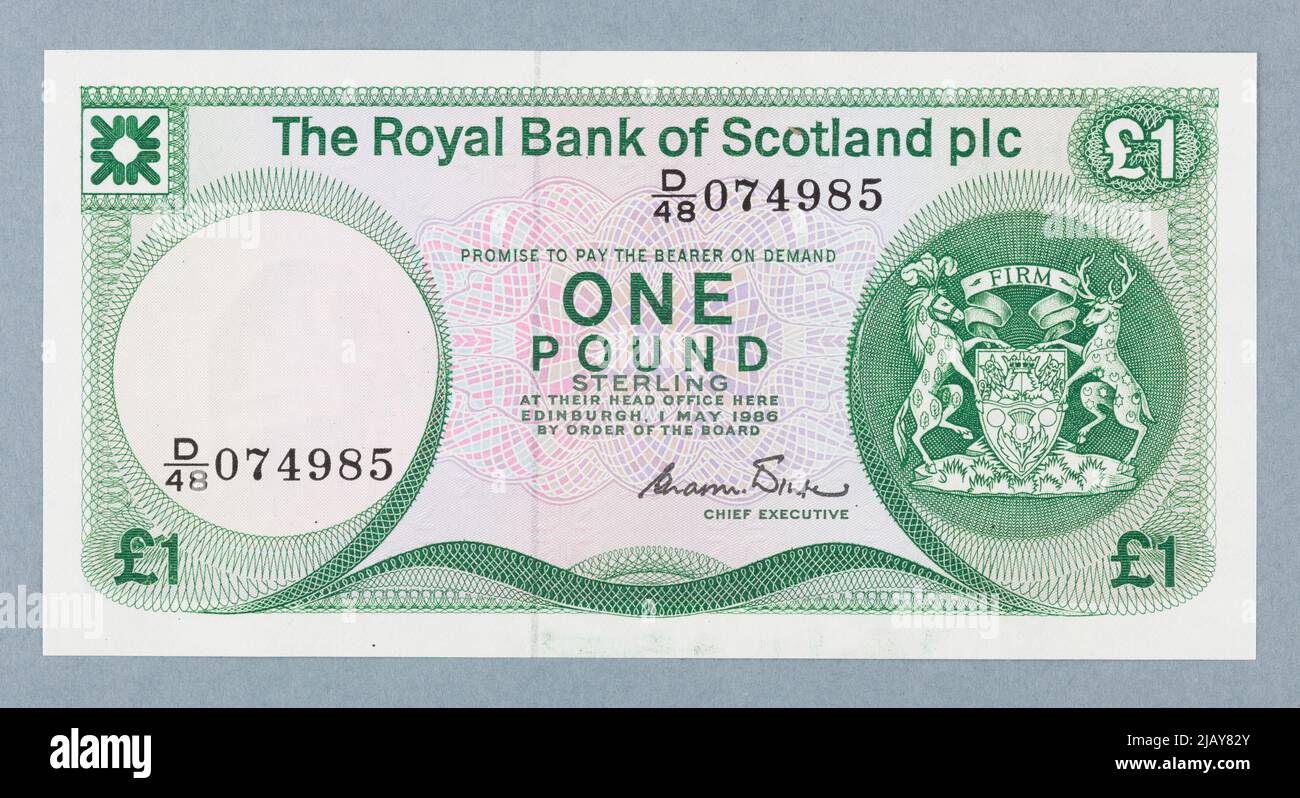 The Royal Bank of Scotland plc
£1
D/48 074985
PROMISE TO PAY THE BEARER ON DEMAND
ONE
POUND
STERLING
AT THEIR HEAD OFFICE HERE
EDINBURGH, 1 MAY 1986
BY ORDER OF THE BOARD
FIRM
D/48 074985
CHIEF EXECUTIVE
£1
£1
alamy
alamy
Image ID: 2JAY82Y
www.alamy.com